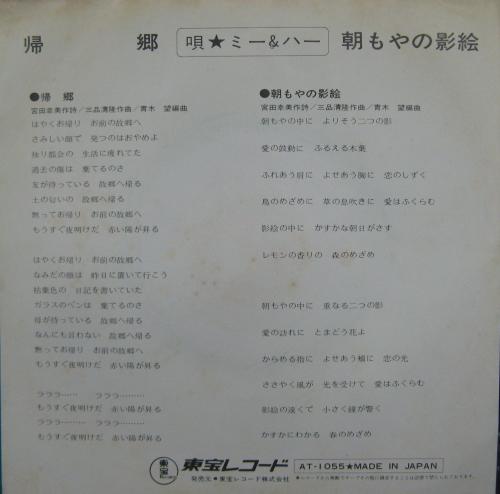 帰郷
唄★ミー&ハー
朝もやの影絵
●帰郷
宮田幸美作詩/三品清隆作曲/青木 望編曲
はやくお帰り お前の故郷へ
さみしい顔で 発つのはおやめよ
独り都会の 生活に疲れてた
過去の傷は 棄てるのさ
友が待っている 故郷へ帰る
土の匂いの 故郷へ帰る
黙ってお帰り お前の故郷へ
もうすぐ夜明けだ 赤い陽が昇る
はやくお帰り お前の故郷へ
なみだの顔は 昨日に置いて行こう
枯葉色の 日記を書いていた
ガラスのペンは 棄てるのさ
母が待っている 故郷へ帰る
なんにも言わない 故郷へ帰る
黙ってお帰り お前の故郷へ
もうすぐ夜明けだ 赤い陽が昇る
ラララ…… ラララ………
もうすぐ夜明けだ 赤い陽が昇る
ラララ……… ラララ………
もうすぐ夜明けだ 赤い陽が昇る
●朝もやの影絵
宮田幸美作詩/三品清隆作曲/青木 望編曲
朝もやの中に よりそう二つの影
愛の鼓動に ふるえる木葉
ふれあう肩に よせあう胸に 恋のしずく
鳥のめざめに 草の息吹きに 愛はふくらむ
影絵の中に かすかな朝日がさす
レモンの香りの 森のめざめ
朝もやの中に 重なる二つの影
愛の訪れに とまどう花よ
からめる指に よせあう頬に 恋の光
ささやく風が 光を受けて 愛はふくらむ
影絵の遠くで 小さく鐘が響く
かすかにわかる 春のめざめ
東宝
東宝レコード
発売元●東宝レコード株式会社
AT-1055★MADE IN JAPAN